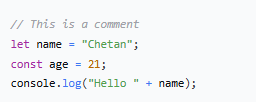 // This is a comment
let name = "Chetan";
const age = 21;
console.log("Hello " + name);